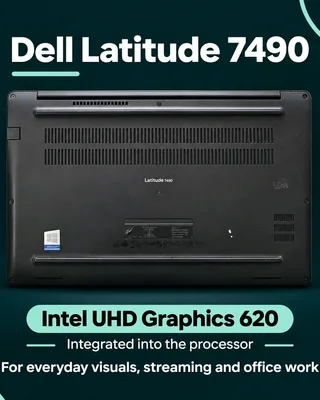 Dell Latitude 7490
Latitude 7490
Intel UHD Graphics 620
Integrated into the processor
For everyday visuals, streaming and office work